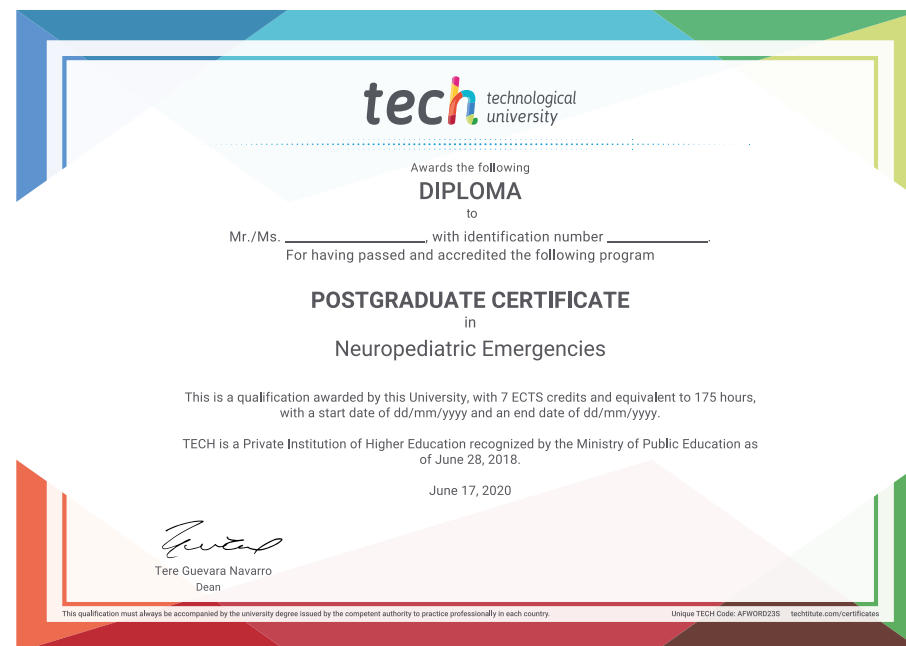 tech technological
university
Awards the following
DIPLOMA
to
Mr./Ms. ____________________, with identification number ______________.
For having passed and accredited the following program
POSTGRADUATE CERTIFICATE
in
Neuropediatric Emergencies
This is a qualification awarded by this University, with 7 ECTS credits and equivalent to 175 hours,
with a start date of dd/mm/yyyy and an end date of dd/mm/yyyy.
TECH is a Private Institution of Higher Education recognized by the Ministry of Public Education as
of June 28, 2018.
June 17, 2020
Tere Guevara Navarro
Dean
This qualification must always be accompanied by the university degree issued by the competent authority to practice professionally in each country. Unique TECH Code: AFWORD23S techtitute.com/certificates